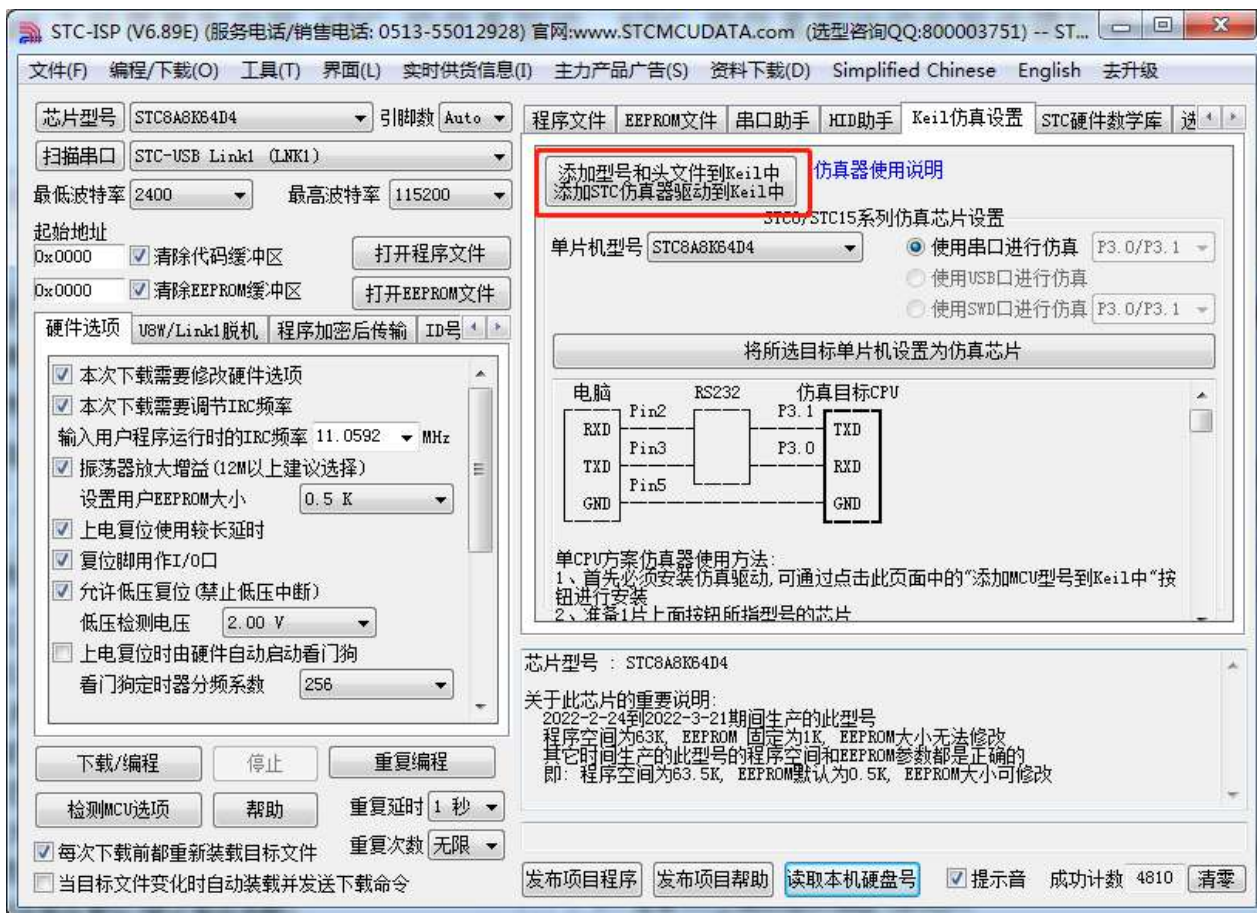 STC-ISP (V6.89E) (服务电话/销售电话: 0513-55012928) 官网:www.STCMCUDATA.com (选型咨询QQ:800003751) -- ST...
文件(F) 编程/下载(O) 工具(T) 界面(L) 实时供货信息(I) 主力产品广告(S) 资料下载(D) Simplified Chinese English 去升级
芯片型号 STC8A8K64D4 引脚数 Auto
扫描串口 STC-USB Link1 (LNK1)
最低波特率 2400 最高波特率 115200
起始地址
0x0000 清除代码缓冲区 打开程序文件
0x0000 清除EEPROM缓冲区 打开EEPROM文件
硬件选项 U8W/Link1脱机 程序加密后传输 ID号
本次下载需要修改硬件选项
本次下载需要调节IRC频率
输入用户程序运行时的IRC频率 11.0592 MHz
振荡器放大增益(12M以上建议选择)
设置用户EEPROM大小 0.5 K
上电复位使用较长延时
复位脚用作I/O口
允许低压复位(禁止低压中断)
低压检测电压 2.00 V
上电复位时由硬件自动启动看门狗
看门狗定时器分频系数 256
下载/编程 停止 重复编程
检测MCU选项 帮助 重复延时 1 秒
重复次数 无限
每次下载前都重新装载目标文件
当目标文件变化时自动装载并发送下载命令
程序文件 EEPROM文件 串口助手 HID助手 Keil仿真设置 STC硬件数学库
添加型号和头文件到Keil中
添加STC仿真器驱动到Keil中
仿真器使用说明
STC8/STC15系列仿真芯片设置
单片机型号 STC8A8K64D4 使用串口进行仿真 P3.0/P3.1
使用USB口进行仿真
使用SWD口进行仿真 P3.0/P3.1
将所选目标单片机设置为仿真芯片
电脑 RS232 仿真目标CPU
Pin2 P3.1
RXD TXD
Pin3 P3.0
TXD RXD
Pin5
GND GND
单CPU方案仿真器使用方法:
1、首先必须安装仿真驱动,可通过点击此页面中的"添加MCU型号到Keil中"按
钮进行安装
2、准备1片上面按钮所指型号的芯片
芯片型号 : STC8A8K64D4
关于此芯片的重要说明:
2022-2-24到2022-3-21期间生产的此型号
程序空间为63K, EEPROM 固定为1K, EEPROM大小无法修改
其它时间生产的此型号的程序空间和EEPROM参数都是正确的
即: 程序空间为63.5K, EEPROM默认为0.5K, EEPROM大小可修改
发布项目程序 发布项目帮助 读取本机硬盘号 提示音 成功计数 4810 清零